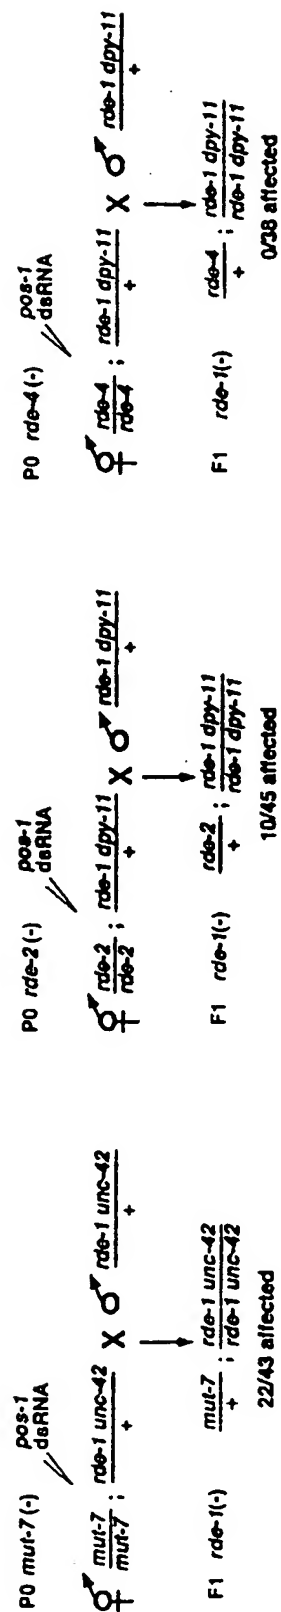 PO mut-7(-)
pos-1
dsRNA
mut-7
mut-7
;
rde-1 unc-42
+
X
rde-1 unc-42
+
F1 rde-1(-)
mut-7
+
;
rde-1 unc-42
rde-1 unc-42
22/43 affected
PO rde-2(-)
pos-1
dsRNA
rde-2
rde-2
;
rde-1 dpy-11
+
X
rde-1 dpy-11
+
F1 rde-1(-)
rde-2
+
;
rde-1 dpy-11
rde-1 dpy-11
10/45 affected
PO rde-4(-)
pos-1
dsRNA
rde-4
rde-4
;
rde-1 dpy-11
+
X
rde-1 dpy-11
+
F1 rde-1(-)
rde-4
+
;
rde-1 dpy-11
rde-1 dpy-11
0/38 affected